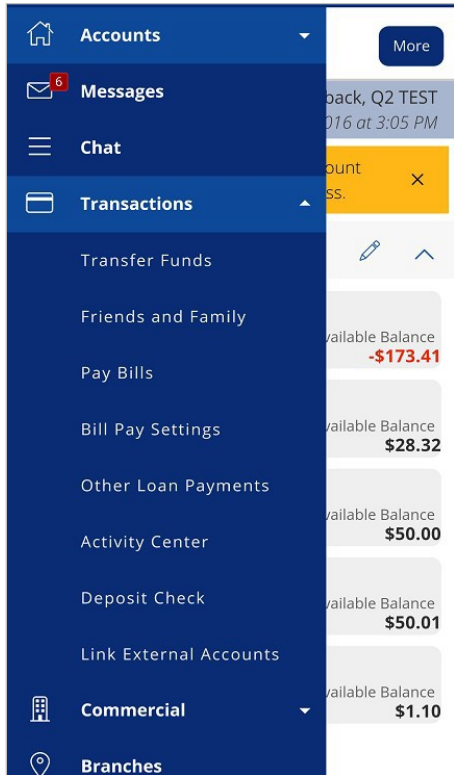 Accounts
More
6
Messages
back, Q2 TEST
016 at 3:05 PM
Chat
ount
ss.
Transactions
Transfer Funds
Friends and Family
vailable Balance
-$173.41
Pay Bills
Bill Pay Settings
vailable Balance
$28.32
Other Loan Payments
vailable Balance
$50.00
Activity Center
Deposit Check
vailable Balance
$50.01
Link External Accounts
Commercial
vailable Balance
$1.10
Branches